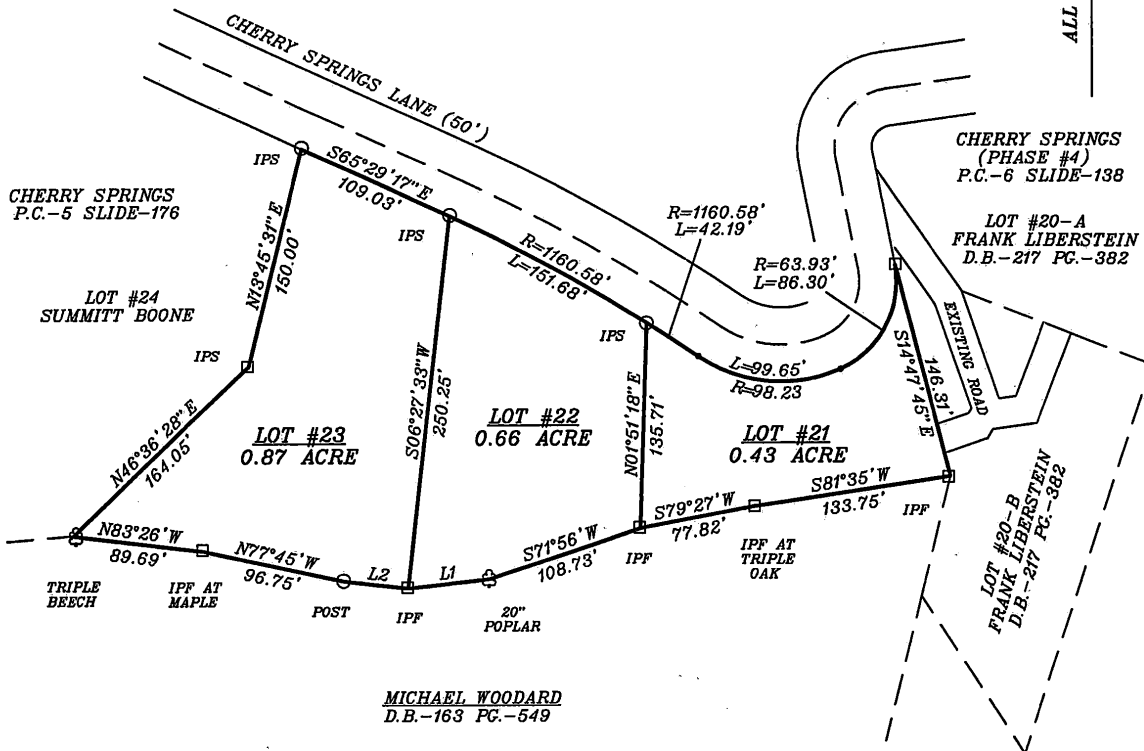 ALL
CHERRY SPRINGS LANE (50')
CHERRY SPRINGS
(PHASE #4)
P.C.-6 SLIDE-138
LOT #20-A
FRANK LIBERSTEIN
D.B.-217 PG.-382
CHERRY SPRINGS
P.C.-5 SLIDE-176
IPS
S65°29'17"E
109.03'
IPS
R=1160.58'
L=42.19'
R=1160.58'
L=151.68'
R=63.93'
L=86.30'
N13°45'31"E
150.00'
LOT #24
SUMMITT BOONE
IPS
IPS
EXISTING ROAD
S14°47'45"E
146.31'
L=99.65'
R=98.23
S06°27'33"W
250.25'
N01°51'18"E
135.71'
N46°36'28"E
164.05'
LOT #23
0.87 ACRE
LOT #22
0.66 ACRE
LOT #21
0.43 ACRE
S81°35'W
133.75'
S79°27'W
77.82'
S71°56'W
108.73'
IPF
IPF
IPF AT
TRIPLE
OAK
N83°26'W
89.69'
N77°45'W
96.75'
L2
L1
TRIPLE
BEECH
IPF AT
MAPLE
POST
IPF
20"
POPLAR
LOT #20-B
FRANK LIBERSTEIN
D.B.-217 PG.-382
MICHAEL WOODARD
D.B.-163 PG.-549